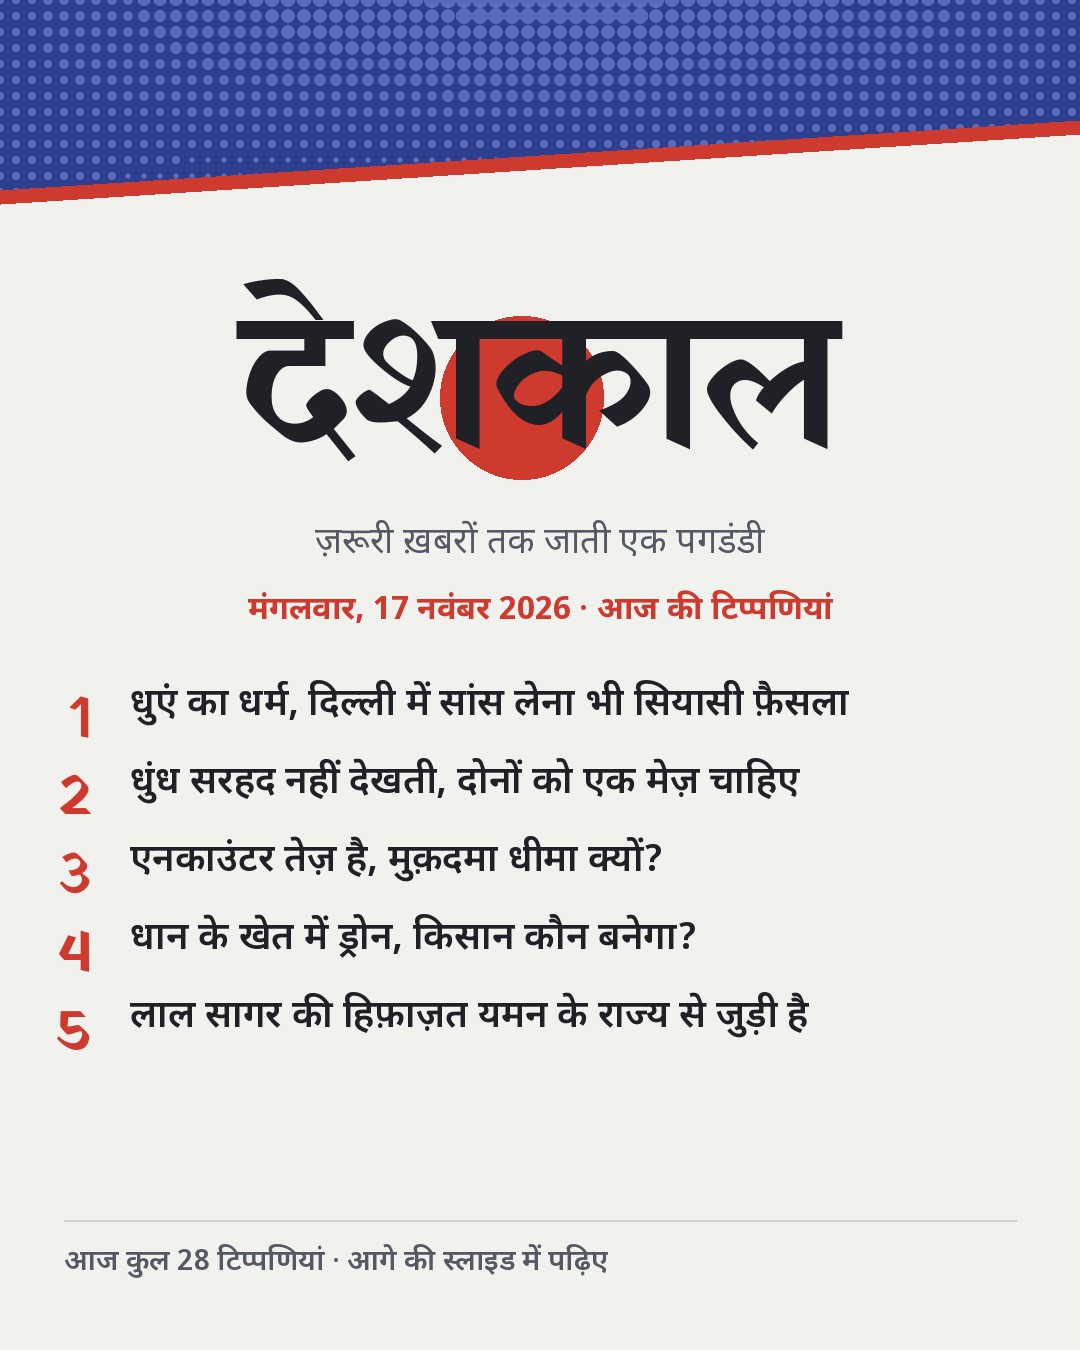 देशकाल
ज़रूरी ख़बरों तक जाती एक पगडंडी
मंगलवार, 17 नवंबर 2026 · आज की टिप्पणियां
1 धुएं का धर्म, दिल्ली में सांस लेना भी सियासी फ़ैसला
2 धुंध सरहद नहीं देखती, दोनों को एक मेज़ चाहिए
3 एनकाउंटर तेज़ है, मुक़दमा धीमा क्यों?
4 धान के खेत में ड्रोन, किसान कौन बनेगा?
5 लाल सागर की हिफ़ाज़त यमन के राज्य से जुड़ी है
आज कुल 28 टिप्पणियां · आगे की स्लाइड में पढ़िए